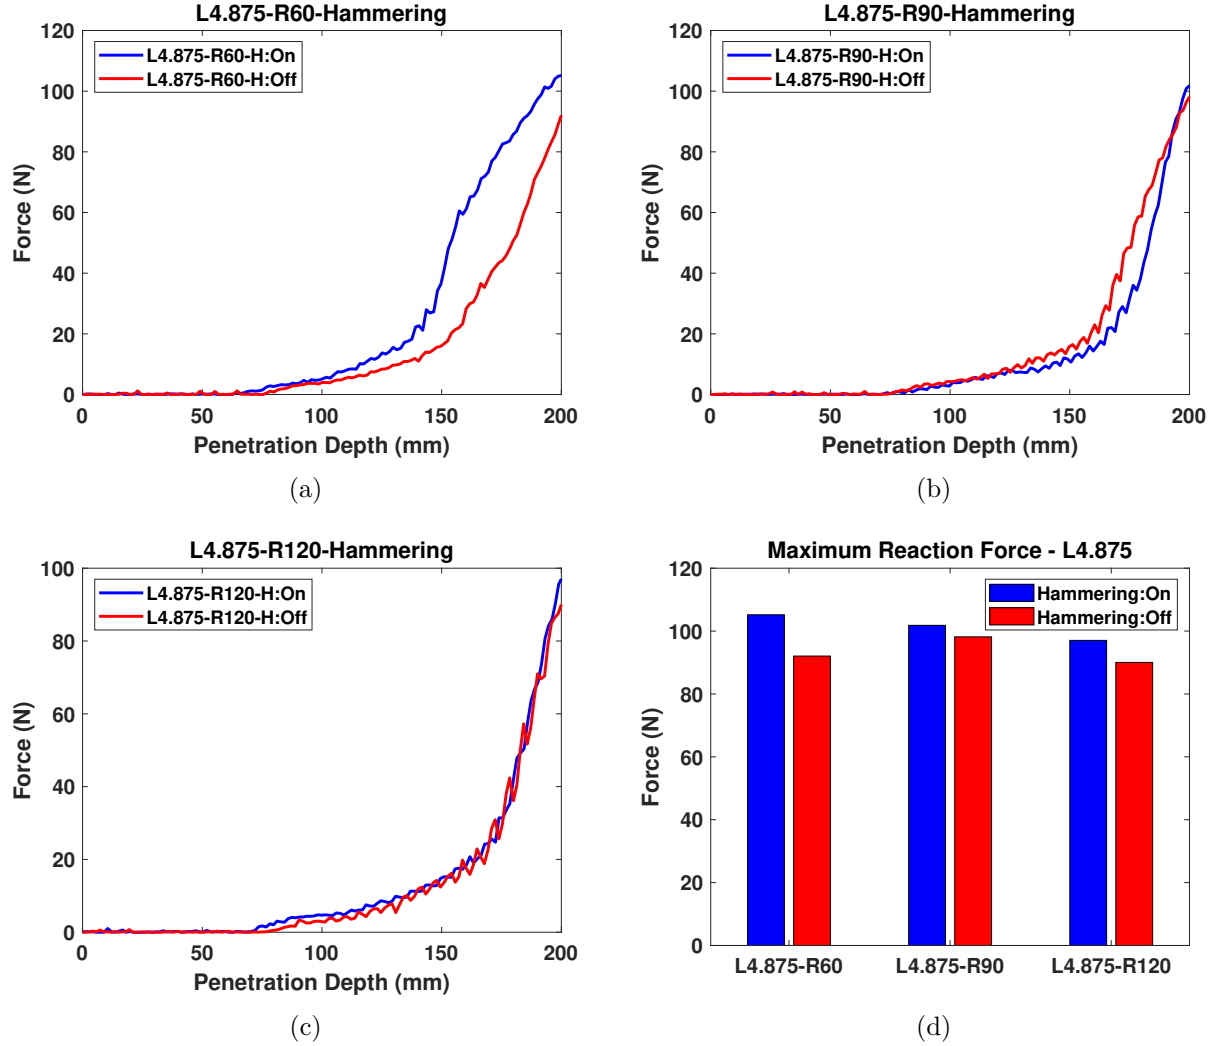 L4.875-R60-Hammering
120
100
80
60
40
20
0
Force (N)
L4.875-R60-H:On
L4.875-R60-H:Off
0 50 100 150 200
Penetration Depth (mm)
(a)
L4.875-R90-Hammering
120
100
80
60
40
20
0
Force (N)
L4.875-R90-H:On
L4.875-R90-H:Off
0 50 100 150 200
Penetration Depth (mm)
(b)
L4.875-R120-Hammering
100
80
60
40
20
0
Force (N)
L4.875-R120-H:On
L4.875-R120-H:Off
0 50 100 150 200
Penetration Depth (mm)
(c)
Maximum Reaction Force - L4.875
120
100
80
60
40
20
0
Force (N)
Hammering:On
Hammering:Off
L4.875-R60 L4.875-R90 L4.875-R120
(d)